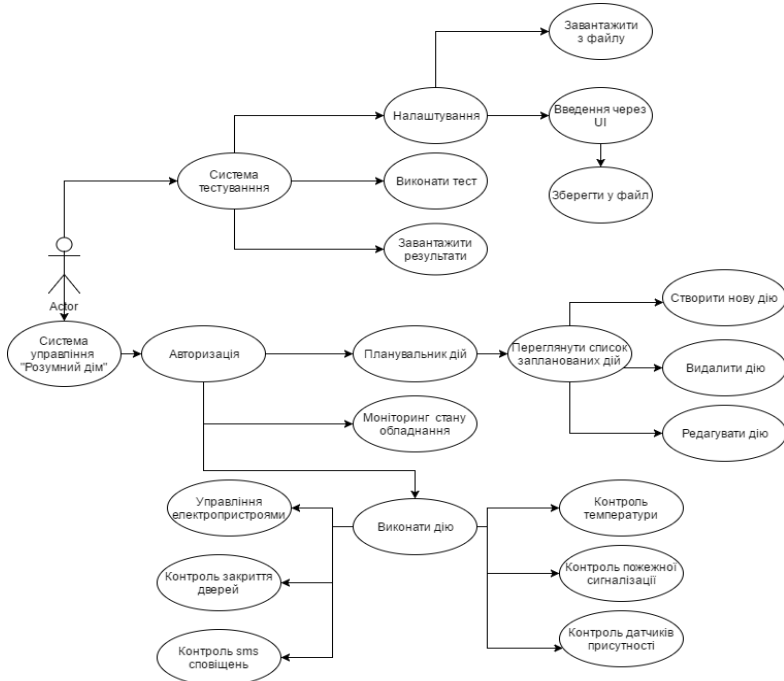 Завантажити
з файлу
Налаштування
Введення через
UI
Система
тестуванння
Виконати тест
Зберегти у файл
Завантажити
результати
Actor
Система
управління
"Розумний дім"
Авторизація
Планувальник дій
Переглянути список
запланованих дій
Створити нову дію
Видалити дію
Редагувати дію
Моніторинг стану
обладнання
Управління
електропристроями
Виконати дію
Контроль
температури
Контроль закриття
дверей
Контроль пожежної
сигналізації
Контроль sms
сповіщень
Контроль датчиків
присутності